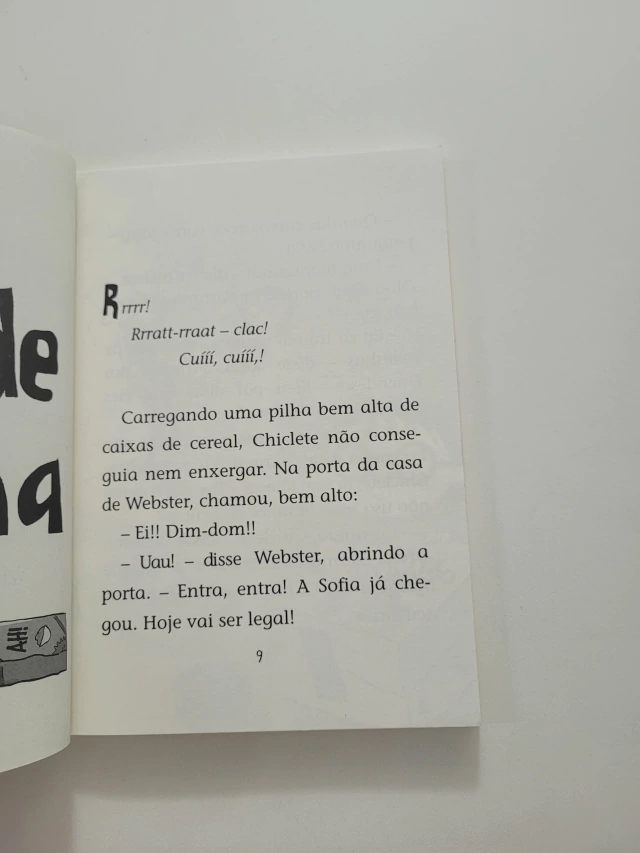 de
Rrrrr!
Rrratt-rraat – clac!
Cuííí, cuííí,!
Carregando uma pilha bem alta de
caixas de cereal, Chiclete não conse-
guia nem enxergar. Na porta da casa
de Webster, chamou, bem alto:
– Ei!! Dim-dom!!
– Uau! – disse Webster, abrindo a
porta. – Entra, entra! A Sofia já che-
gou. Hoje vai ser legal!
9
AH!